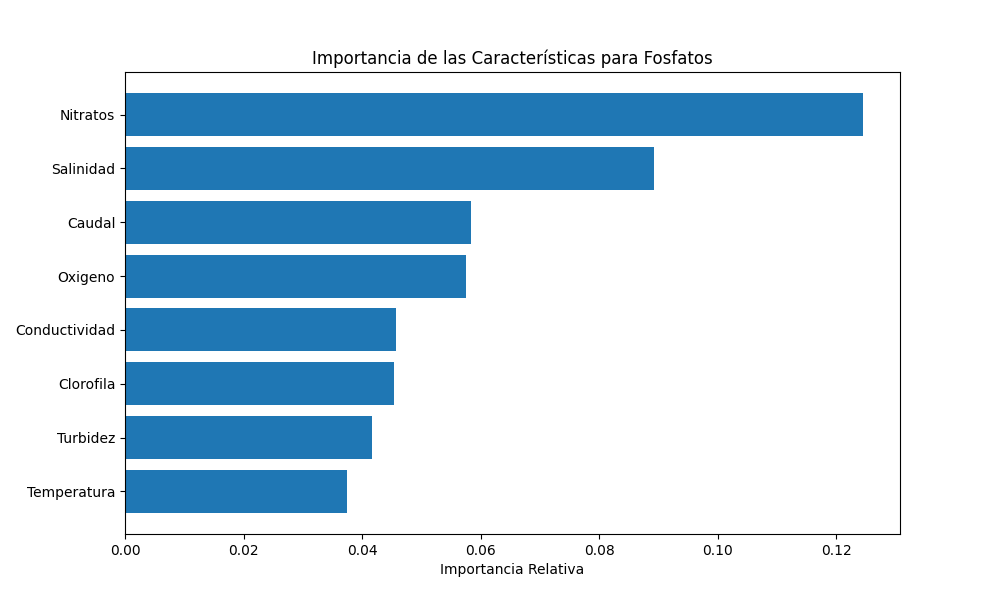 Importancia de las Características para Fosfatos
Nitratos
Salinidad
Caudal
Oxigeno
Conductividad
Clorofila
Turbidez
Temperatura
0.00 0.02 0.04 0.06 0.08 0.10 0.12
Importancia Relativa